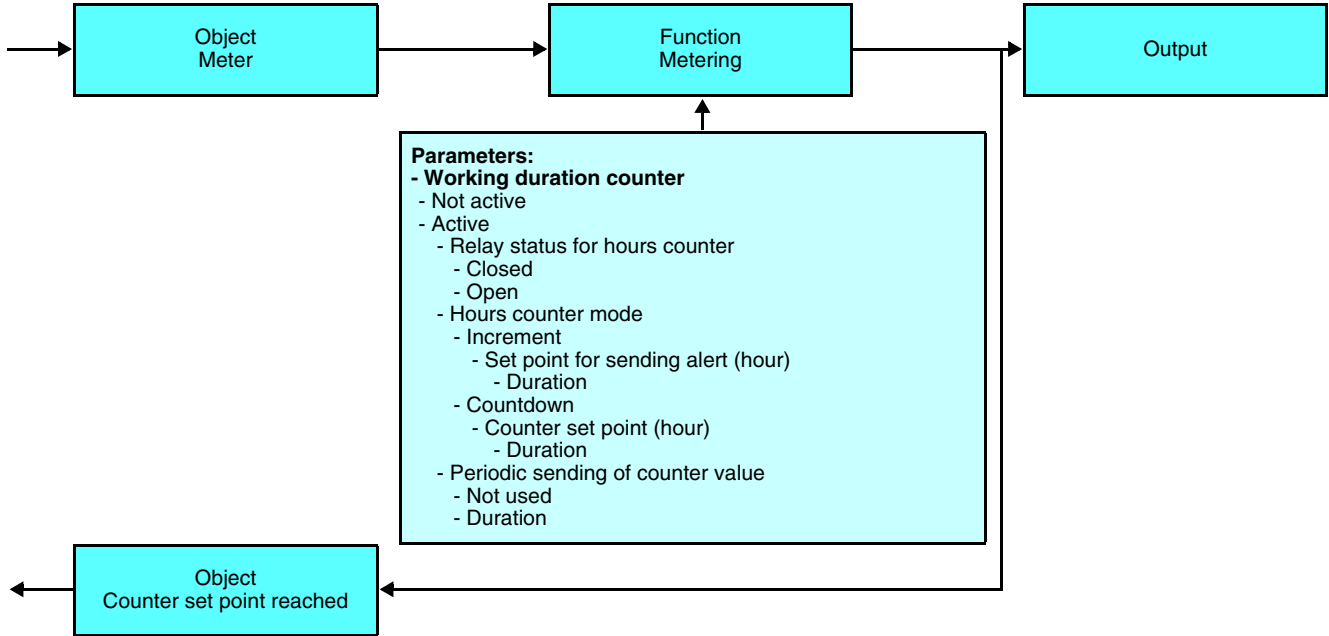 Object
Meter
Function
Metering
Output
Parameters:
- Working duration counter
- Not active
- Active
- Relay status for hours counter
- Closed
- Open
- Hours counter mode
- Increment
- Set point for sending alert (hour)
- Duration
- Countdown
- Counter set point (hour)
- Duration
- Periodic sending of counter value
- Not used
- Duration
Object
Counter set point reached